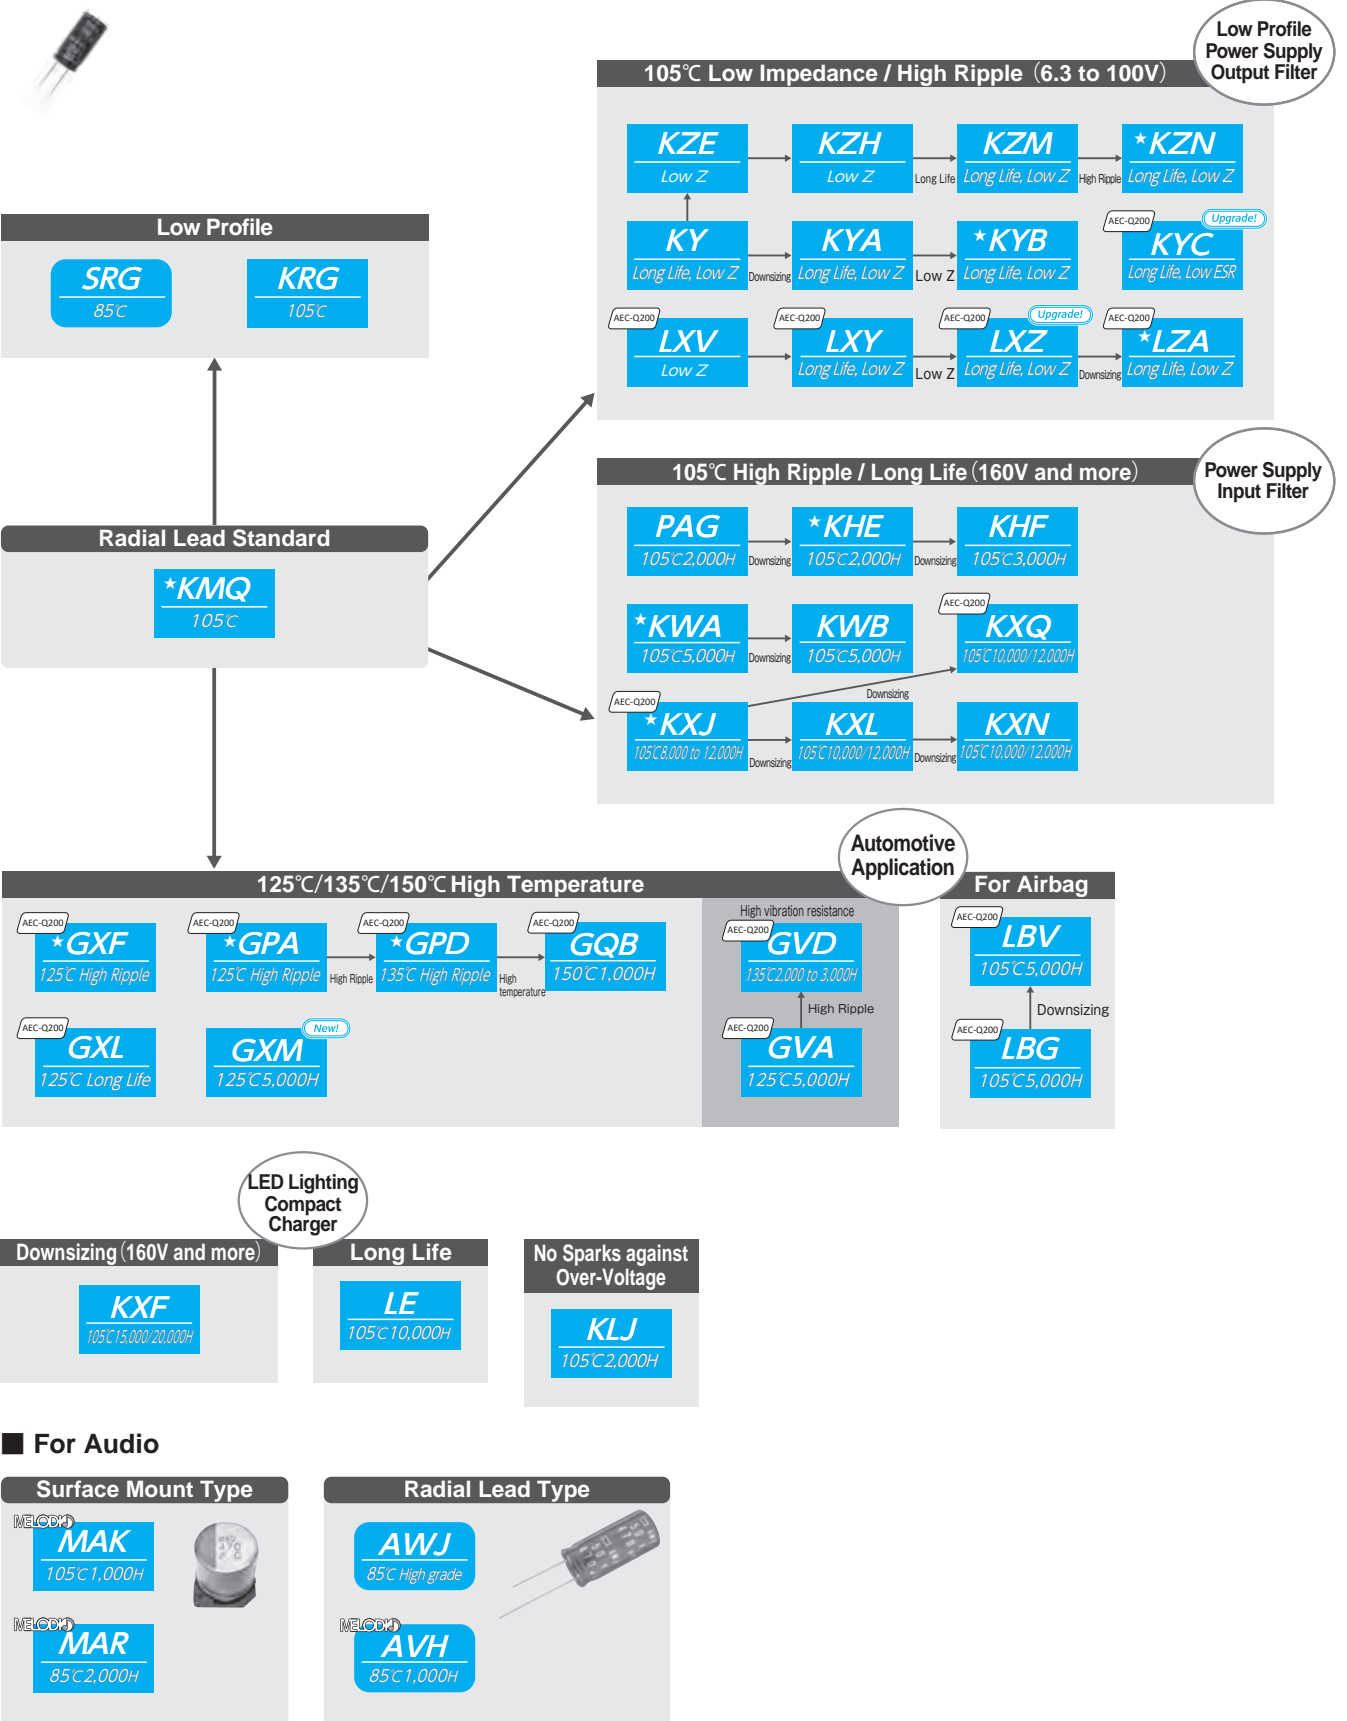 Low Profile
Power Supply
Output Filter
105℃ Low Impedance / High Ripple (6.3 to 100V)
KZE
Low Z
KZH
Low Z
Long Life
KZM
Long Life, Low Z
High Ripple
★KZN
Long Life, Low Z
KY
Long Life, Low Z
Downsizing
KYA
Long Life, Low Z
Low Z
★KYB
Long Life, Low Z
AEC-Q200
Upgrade!
KYC
Long Life, Low ESR
AEC-Q200
LXV
Low Z
AEC-Q200
LXY
Long Life, Low Z
Low Z
AEC-Q200
Upgrade!
LXZ
Long Life, Low Z
Downsizing
AEC-Q200
★LZA
Long Life, Low Z
Low Profile
SRG
85℃
KRG
105℃
Radial Lead Standard
★KMQ
105℃
Power Supply
Input Filter
105℃ High Ripple / Long Life (160V and more)
PAG
105℃2,000H
Downsizing
★KHE
105℃2,000H
Downsizing
KHF
105℃3,000H
★KWA
105℃5,000H
Downsizing
KWB
105℃5,000H
AEC-Q200
KXQ
105℃10,000/12,000H
Downsizing
AEC-Q200
★KXJ
105℃8,000 to 12,000H
Downsizing
KXL
105℃10,000/12,000H
Downsizing
KXN
105℃10,000/12,000H
Automotive
Application
125℃/135℃/150℃ High Temperature
AEC-Q200
★GXF
125℃ High Ripple
AEC-Q200
★GPA
125℃ High Ripple
High Ripple
AEC-Q200
★GPD
135℃ High Ripple
High
temperature
AEC-Q200
GQB
150℃1,000H
AEC-Q200
GXL
125℃ Long Life
New!
GXM
125℃5,000H
High vibration resistance
AEC-Q200
GVD
135℃2,000 to 3,000H
High Ripple
AEC-Q200
GVA
125℃5,000H
For Airbag
AEC-Q200
LBV
105℃5,000H
Downsizing
AEC-Q200
LBG
105℃5,000H
LED Lighting
Compact
Charger
Downsizing (160V and more)
KXF
105℃15,000/20,000H
Long Life
LE
105℃10,000H
No Sparks against
Over-Voltage
KLJ
105℃2,000H
■ For Audio
Surface Mount Type
MELODIO
MAK
105℃1,000H
MELODIO
MAR
85℃2,000H
Radial Lead Type
AWJ
85℃ High grade
MELODIO
AVH
85℃1,000H